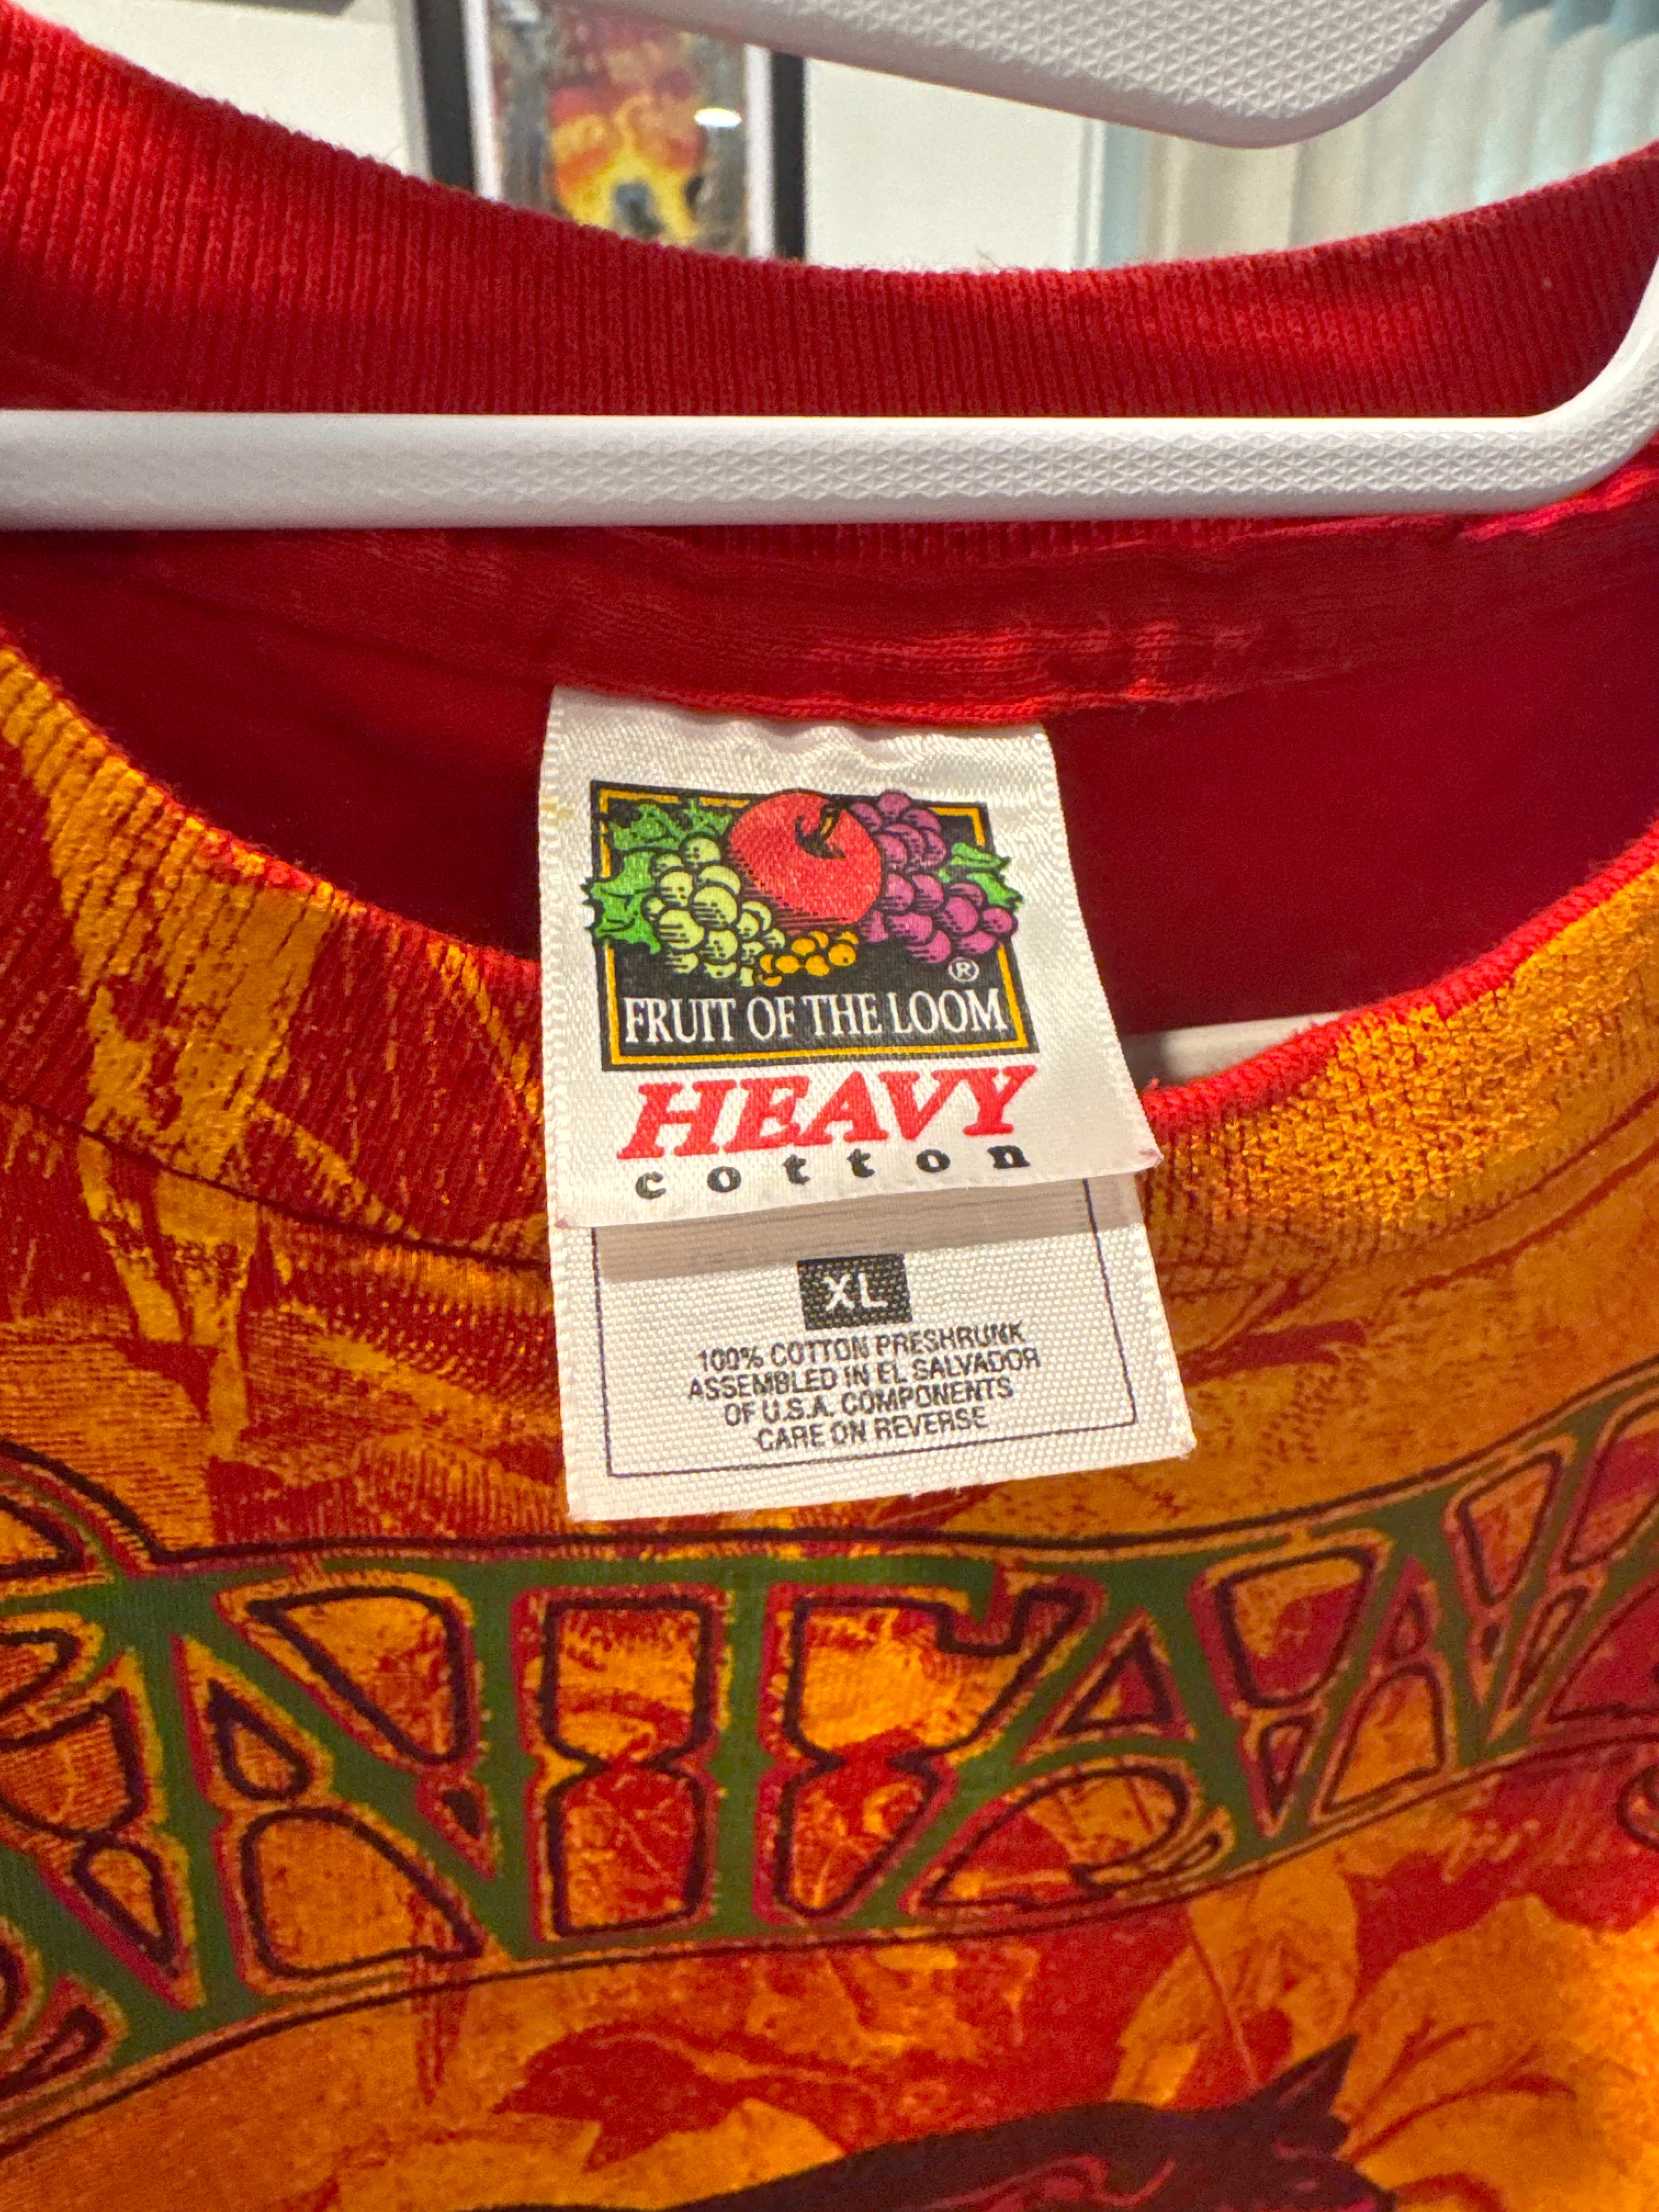 ®
FRUIT OF THE LOOM
HEAVY
cotton
XL
100% COTTON PRESHRUNK
ASSEMBLED IN EL SALVADOR
OF U.S.A. COMPONENTS
CARE ON REVERSE